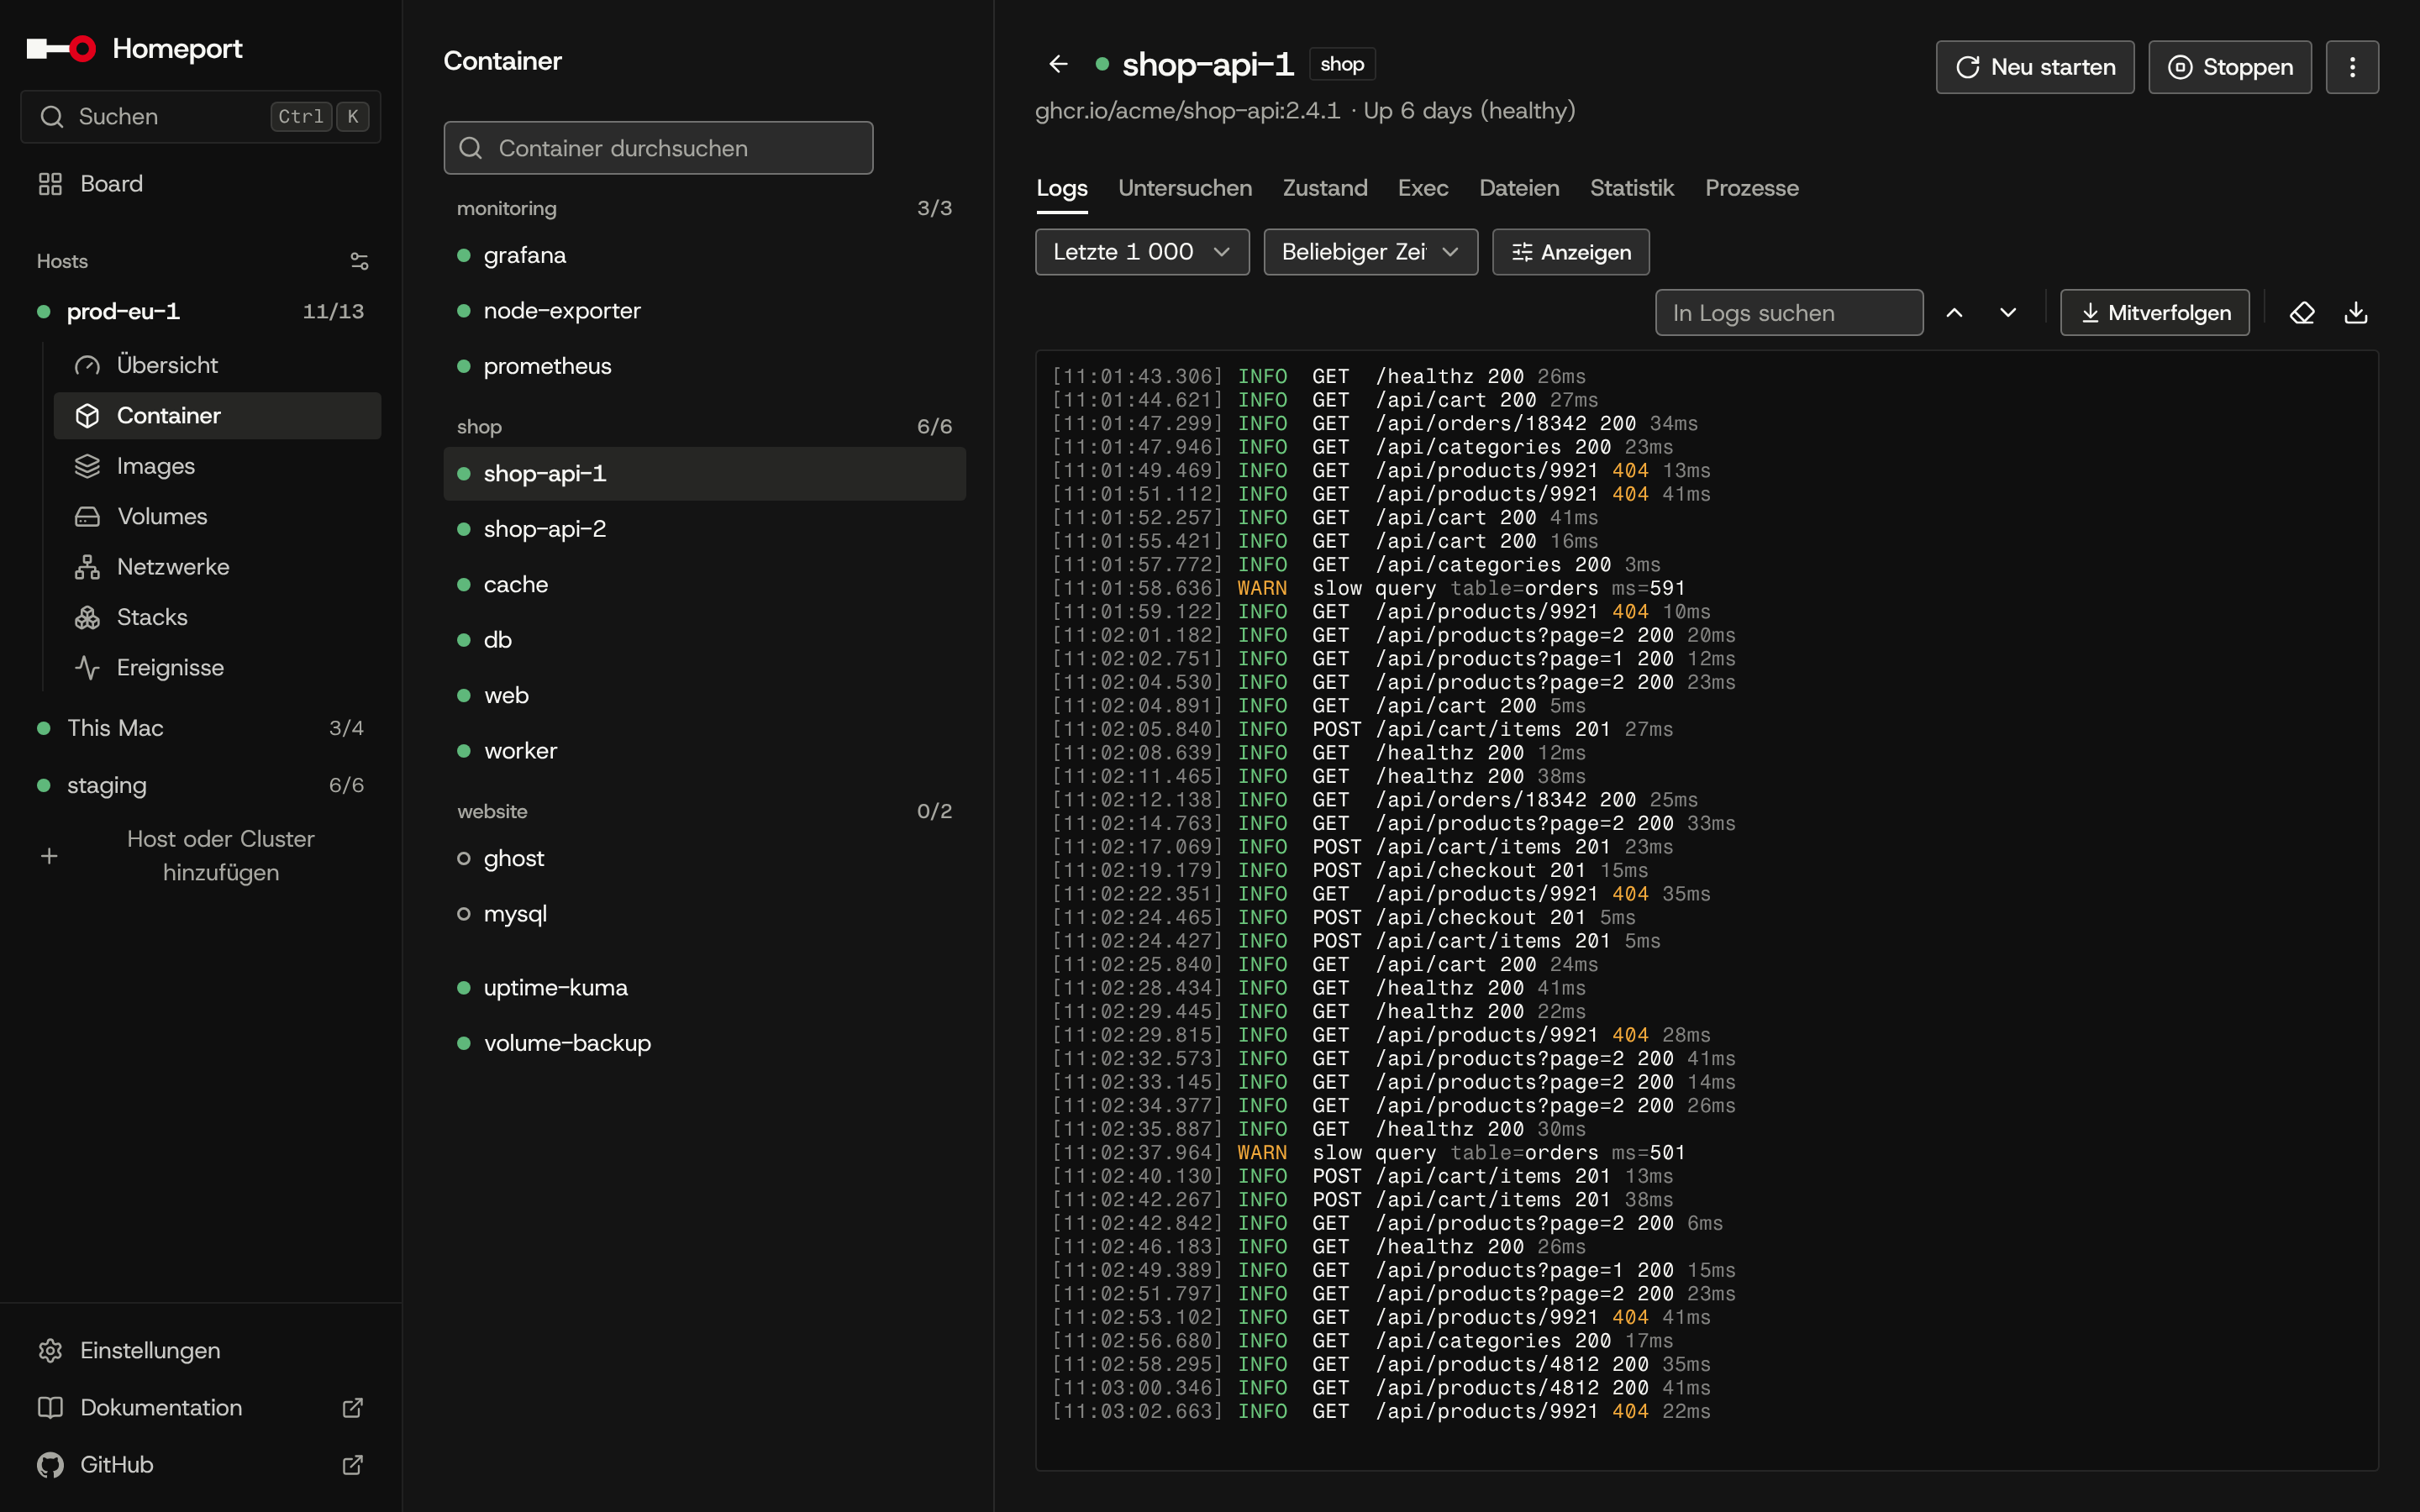 Homeport
Suchen Ctrl K
Board
Hosts
prod-eu-1 11/13
Übersicht
Container
Images
Volumes
Netzwerke
Stacks
Ereignisse
This Mac 3/4
staging 6/6
Host oder Cluster
hinzufügen
Einstellungen
Dokumentation
GitHub
Container
Container durchsuchen
monitoring 3/3
grafana
node-exporter
prometheus
shop 6/6
shop-api-1
shop-api-2
cache
db
web
worker
website 0/2
ghost
mysql
uptime-kuma
volume-backup
shop-api-1 shop
Neu starten Stoppen
ghcr.io/acme/shop-api:2.4.1 · Up 6 days (healthy)
Logs Untersuchen Zustand Exec Dateien Statistik Prozesse
Letzte 1 000 Beliebiger Zei Anzeigen
In Logs suchen Mitverfolgen
[11:01:43.306] INFO GET /healthz 200 26ms
[11:01:44.621] INFO GET /api/cart 200 27ms
[11:01:47.299] INFO GET /api/orders/18342 200 34ms
[11:01:47.946] INFO GET /api/categories 200 23ms
[11:01:49.469] INFO GET /api/products/9921 404 13ms
[11:01:51.112] INFO GET /api/products/9921 404 41ms
[11:01:52.257] INFO GET /api/cart 200 41ms
[11:01:55.421] INFO GET /api/cart 200 16ms
[11:01:57.772] INFO GET /api/categories 200 3ms
[11:01:58.636] WARN slow query table=orders ms=591
[11:01:59.122] INFO GET /api/products/9921 404 10ms
[11:02:01.182] INFO GET /api/products?page=2 200 20ms
[11:02:02.751] INFO GET /api/products?page=1 200 12ms
[11:02:04.530] INFO GET /api/products?page=2 200 23ms
[11:02:04.891] INFO GET /api/cart 200 5ms
[11:02:05.840] INFO POST /api/cart/items 201 27ms
[11:02:08.639] INFO GET /healthz 200 12ms
[11:02:11.465] INFO GET /healthz 200 38ms
[11:02:12.138] INFO GET /api/orders/18342 200 25ms
[11:02:14.763] INFO GET /api/products?page=2 200 33ms
[11:02:17.069] INFO POST /api/cart/items 201 23ms
[11:02:19.179] INFO POST /api/checkout 201 15ms
[11:02:22.351] INFO GET /api/products/9921 404 35ms
[11:02:24.465] INFO POST /api/checkout 201 5ms
[11:02:24.427] INFO POST /api/cart/items 201 5ms
[11:02:25.840] INFO GET /api/cart 200 24ms
[11:02:28.434] INFO GET /healthz 200 41ms
[11:02:29.445] INFO GET /healthz 200 22ms
[11:02:29.815] INFO GET /api/products/9921 404 28ms
[11:02:32.573] INFO GET /api/products?page=2 200 41ms
[11:02:33.145] INFO GET /api/products?page=2 200 14ms
[11:02:34.377] INFO GET /api/products?page=2 200 26ms
[11:02:35.887] INFO GET /healthz 200 30ms
[11:02:37.964] WARN slow query table=orders ms=501
[11:02:40.130] INFO POST /api/cart/items 201 13ms
[11:02:42.267] INFO POST /api/cart/items 201 38ms
[11:02:42.842] INFO GET /api/products?page=2 200 6ms
[11:02:46.183] INFO GET /healthz 200 26ms
[11:02:49.389] INFO GET /api/products?page=1 200 15ms
[11:02:51.797] INFO GET /api/products?page=2 200 23ms
[11:02:53.102] INFO GET /api/products/9921 404 41ms
[11:02:56.680] INFO GET /api/categories 200 17ms
[11:02:58.295] INFO GET /api/products/4812 200 35ms
[11:03:00.346] INFO GET /api/products/4812 200 41ms
[11:03:02.663] INFO GET /api/products/9921 404 22ms